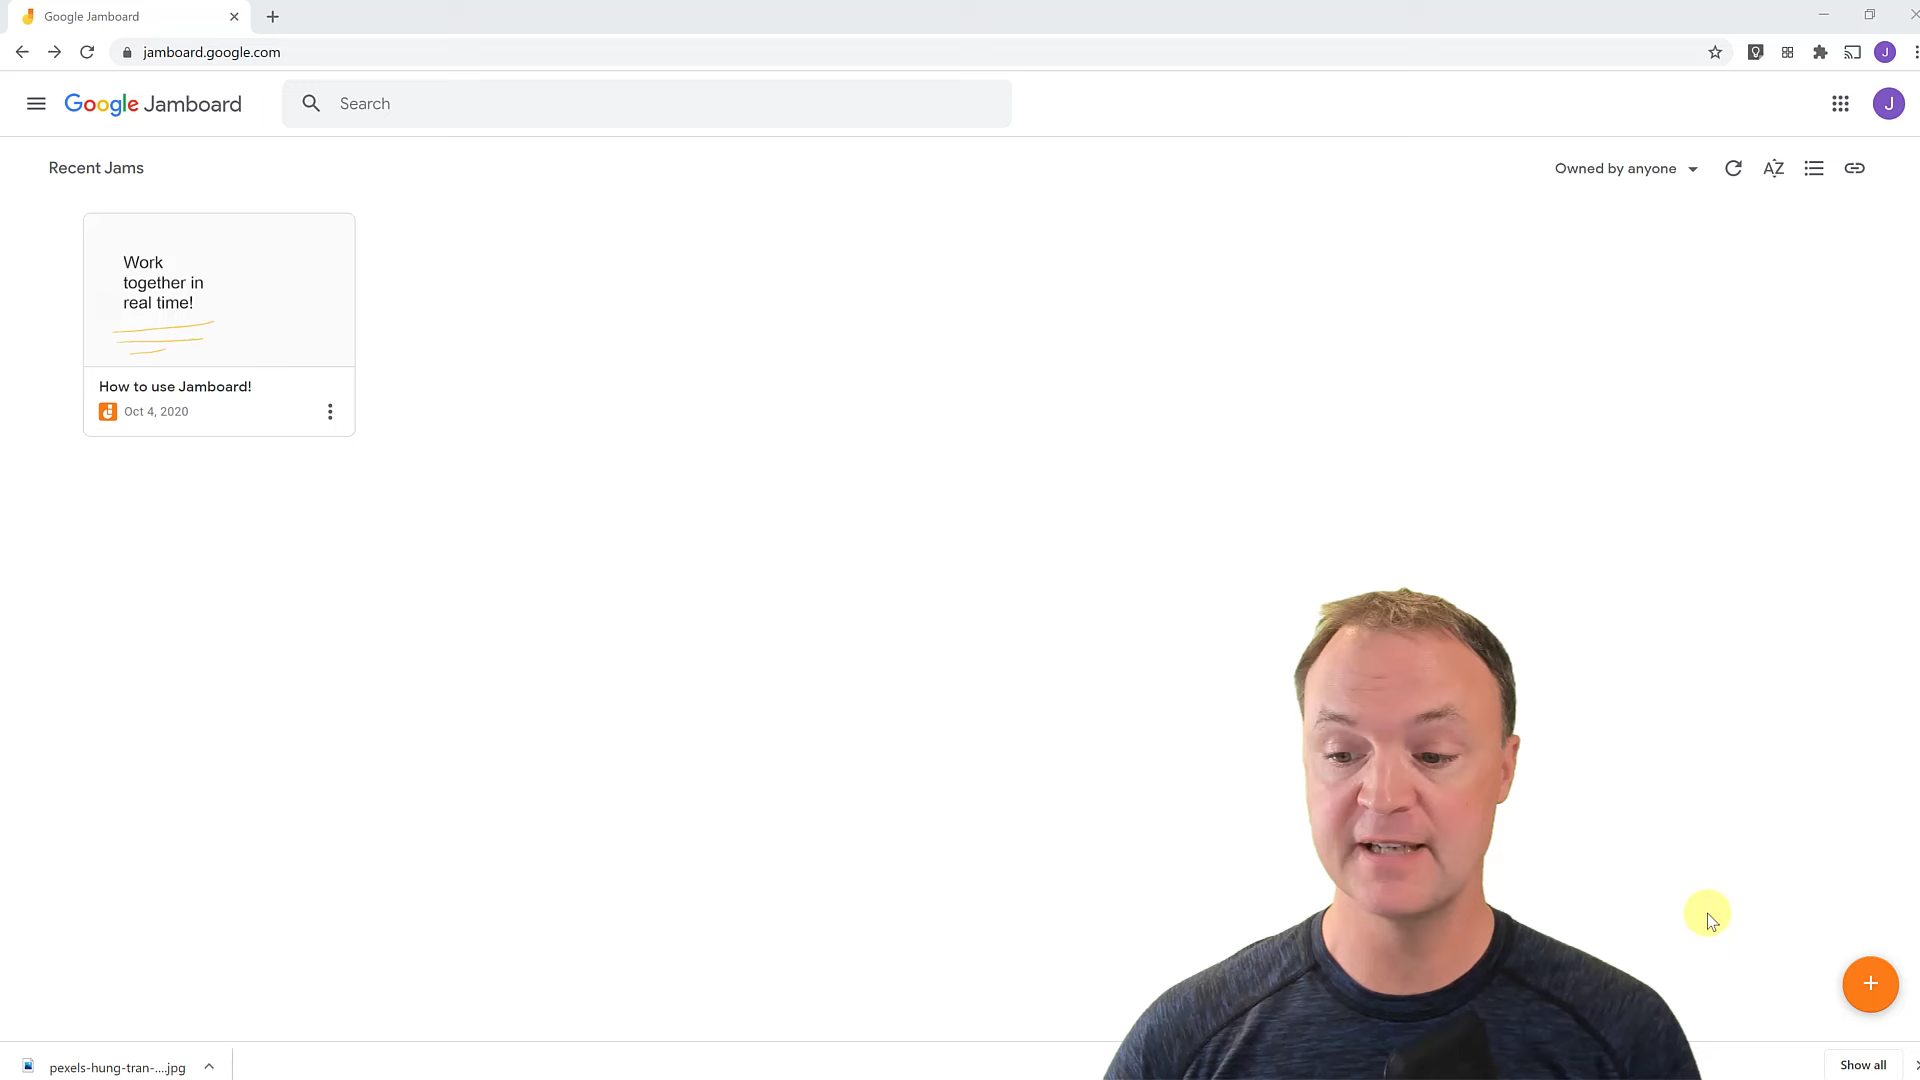 Google Jamboard
jamboard.google.com
J
Google Jamboard
Search
J
Recent Jams
Owned by anyone
AZ
Work
together in
real time!
How to use Jamboard!
Oct 4, 2020
pexels-hung-tran-....jpg
Show all